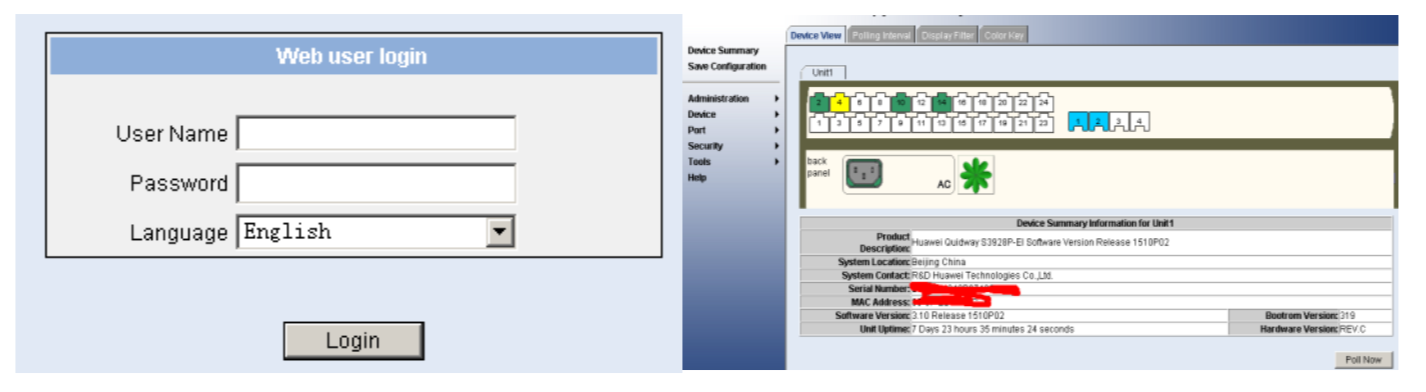 Web user login
User Name
Password
Language English
Login
Device View Polling Interval Display Filter Color Key
Device Summary
Save Configuration
Administration
Device
Port
Security
Tools
Help
Unit1
2 4 6 8 10 12 14 16 18 20 22 24
1 3 5 7 9 11 13 15 17 19 21 23 1 2 3 4
back
panel
AC
Device Summary Information for Unit1
Product
Description: Huawei Quidway S3928P-EI Software Version Release 1510P02
System Location: Beijing China
System Contact: R&D Huawei Technologies Co.,Ltd.
Serial Number:
MAC Address:
Software Version: 3.10 Release 1510P02 Bootrom Version: 319
Unit Uptime: 7 Days 23 hours 35 minutes 24 seconds Hardware Version: REV.C
Poll Now